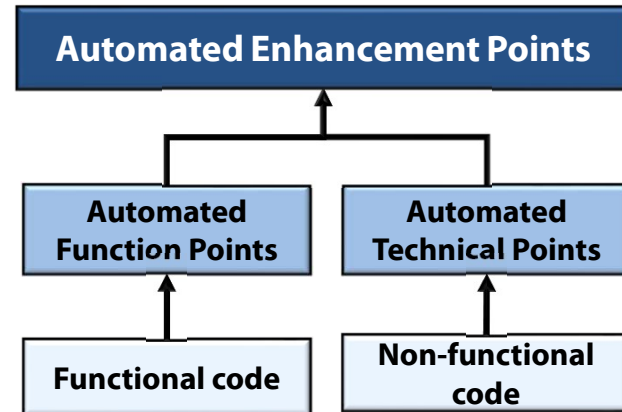 Automated Enhancement Points
Automated
Function Points
Automated
Technical Points
Functional code
Non-functional
code